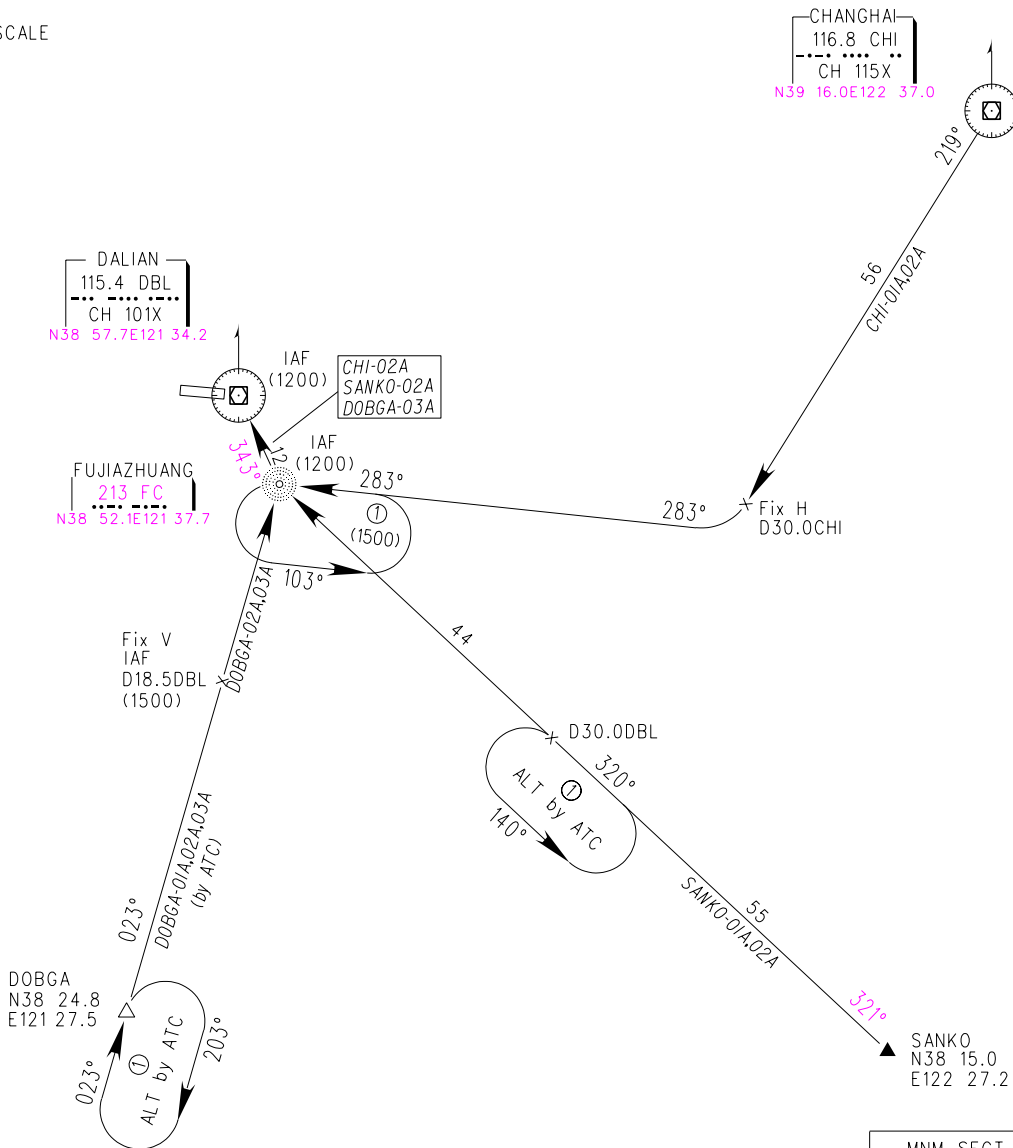 SCALE
CHANGHAI
116.8 CHI
CH 115X
N39 16.0E122 37.0
219°
56
CHI-01A,02A
DALIAN
115.4 DBL
CH 101X
N38 57.7E121 34.2
IAF
(1200)
CHI-02A
SANKO-02A
DOBGA-03A
343°
12
IAF
(1200)
FUJIAZHUANG
213 FC
N38 52.1E121 37.7
283°
283°
Fix H
D30.0CHI
1
(1500)
103°
DOBGA-02A,03A
Fix V
IAF
D18.5DBL
(1500)
44
D30.0DBL
320°
1
ALT by ATC
140°
55
SANKO-01A,02A
321°
SANKO
N38 15.0
E122 27.2
DOBGA-01A,02A,03A
(by ATC)
023°
DOBGA
N38 24.8
E121 27.5
023°
1
ALT by ATC
203°
MNM SECT